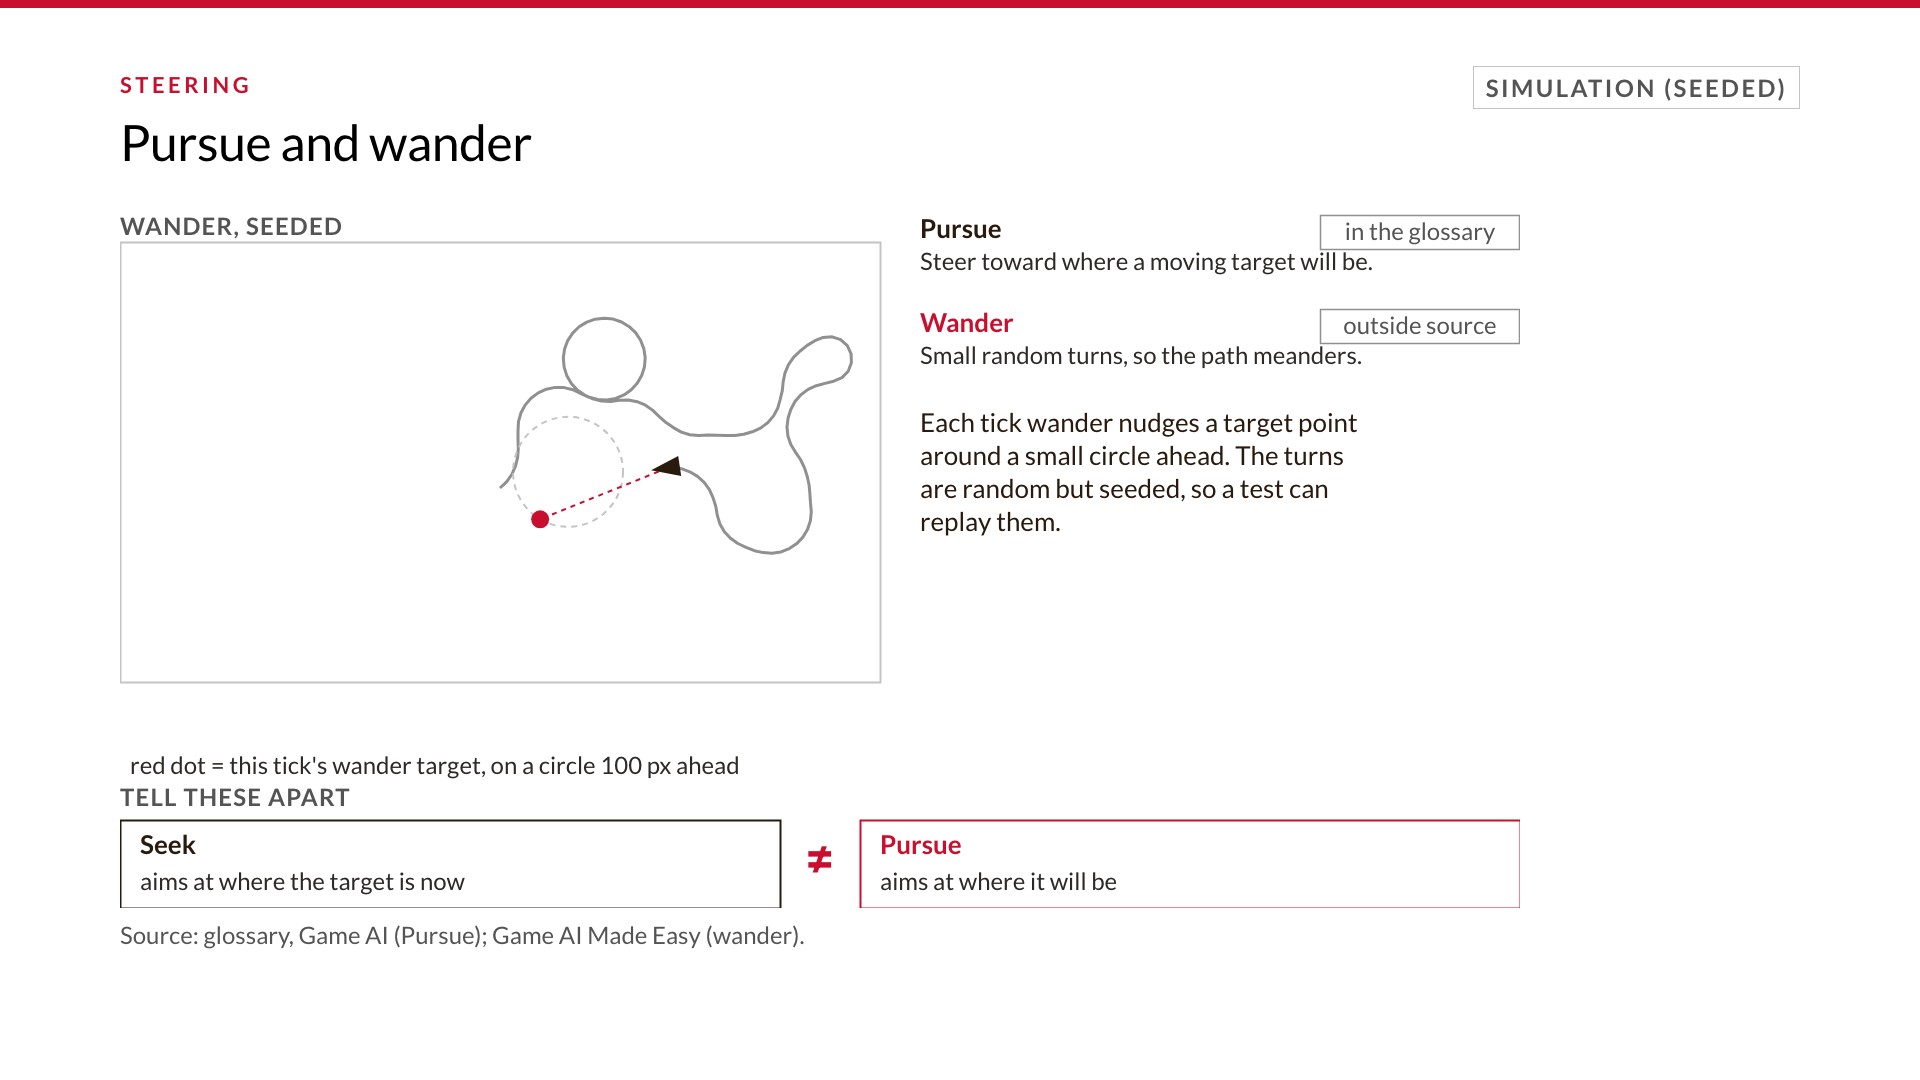 STEERING
SIMULATION (SEEDED)
Pursue and wander
WANDER, SEEDED
Pursue
in the glossary
Steer toward where a moving target will be.
Wander
outside source
Small random turns, so the path meanders.
Each tick wander nudges a target point
around a small circle ahead. The turns
are random but seeded, so a test can
replay them.
red dot = this tick's wander target, on a circle 100 px ahead
TELL THESE APART
Seek
aims at where the target is now
≠
Pursue
aims at where it will be
Source: glossary, Game AI (Pursue); Game AI Made Easy (wander).